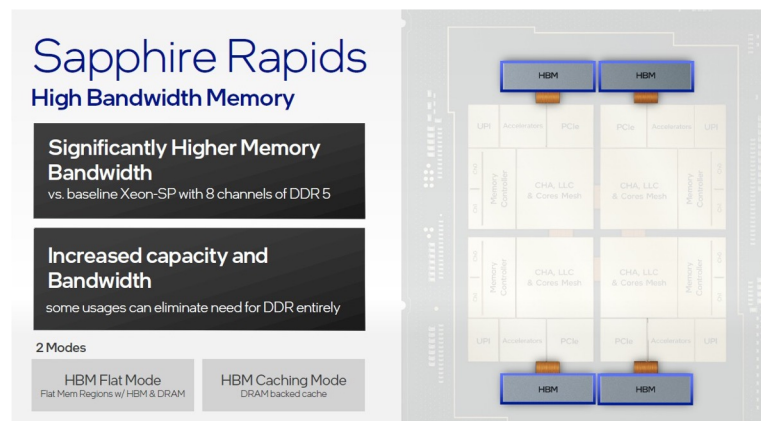 Sapphire Rapids
High Bandwidth Memory
Significantly Higher Memory
Bandwidth
vs. baseline Xeon-SP with 8 channels of DDR 5
Increased capacity and
Bandwidth
some usages can eliminate need for DDR entirely
2 Modes
HBM Flat Mode
Flat Mem Regions w/ HBM & DRAM
HBM Caching Mode
DRAM backed cache
HBM
HBM
UPI
Accelerators
PCIe
PCIe
Accelerators
UPI
Memory
Controller
CHA, LLC
& Cores Mesh
CHA, LLC
& Cores Mesh
Memory
Controller
Memory
Controller
CHA, LLC
& Cores Mesh
CHA, LLC
& Cores Mesh
Memory
Controller
UPI
Accelerators
PCIe
PCIe
Accelerators
UPI
HBM
HBM